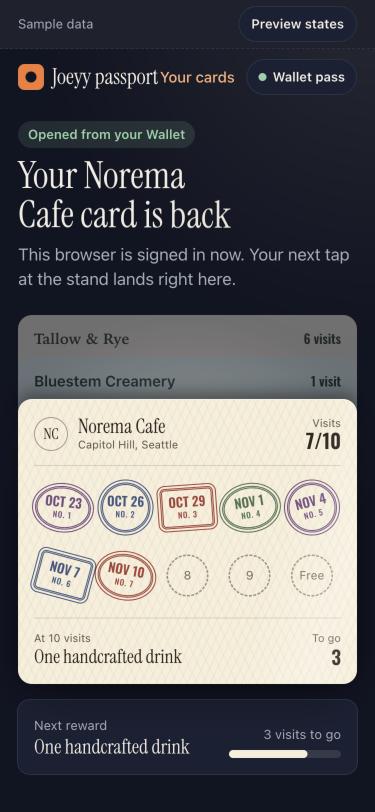 Sample data
Preview states
Joeyy passport
Your cards
Wallet pass
Opened from your Wallet
Your Norema
Cafe card is back
This browser is signed in now. Your next tap
at the stand lands right here.
Tallow & Rye 6 visits
Bluestem Creamery 1 visit
NC
Norema Cafe
Capitol Hill, Seattle
Visits
7/10
OCT 23
NO. 1
OCT 26
NO. 2
OCT 29
NO. 3
NOV 1
NO. 4
NOV 4
NO. 5
NOV 7
NO. 6
NOV 10
NO. 7
8
9
Free
At 10 visits
One handcrafted drink
To go
3
Next reward
One handcrafted drink
3 visits to go